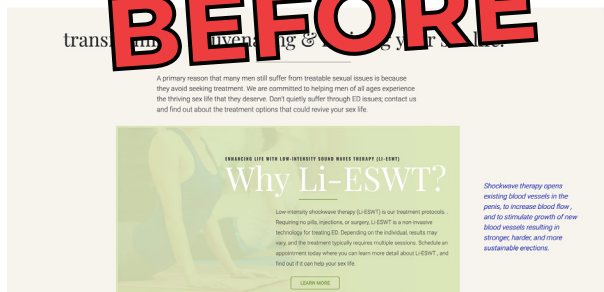 BEFORE
A primary reason that many men still suffer from treatable sexual issues is because
they avoid seeking treatment. We are committed to helping men of all ages experience
the thriving sex life that they deserve. Don't quietly suffer through ED issues; contact us
and find out about the treatment options that could revive your sex life.
ENHANCING LIFE WITH LOW-INTENSITY SOUND WAVES THERAPY (LI-ESWT)
Why Li-ESWT?
Low-intensity shockwave therapy (Li-ESWT) is our treatment protocols.
Requiring no pills, injections, or surgery, Li-ESWT is a non-invasive
technology for treating ED. Depending on the individual, results may
vary, and the treatment typically requires multiple sessions. Schedule an
appointment today where you can learn more detail about Li-ESWT , and
find out if it can help your sex life.
LEARN MORE
Shockwave therapy opens
existing blood vessels in the
penis, to increase blood flow ,
and to stimulate growth of new
blood vessels resulting in
stronger, harder, and more
sustainable erections.